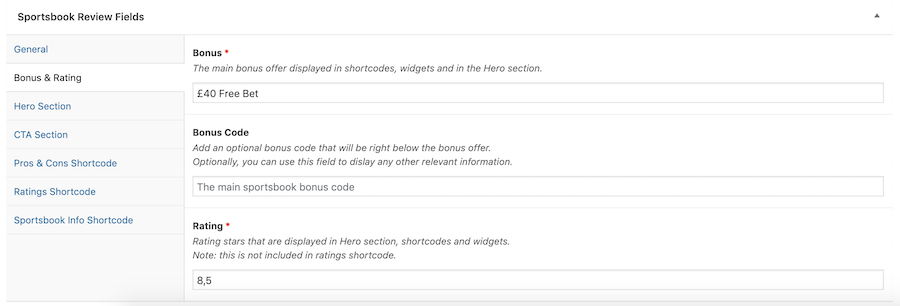 Sportsbook Review Fields
General
Bonus & Rating
Hero Section
CTA Section
Pros & Cons Shortcode
Ratings Shortcode
Sportsbook Info Shortcode
Bonus *
The main bonus offer displayed in shortcodes, widgets and in the Hero section.
£40 Free Bet
Bonus Code
Add an optional bonus code that will be right below the bonus offer.
Optionally, you can use this field to dislay any other relevant information.
The main sportsbook bonus code
Rating *
Rating stars that are displayed in Hero section, shortcodes and widgets.
Note: this is not included in ratings shortcode.
8,5